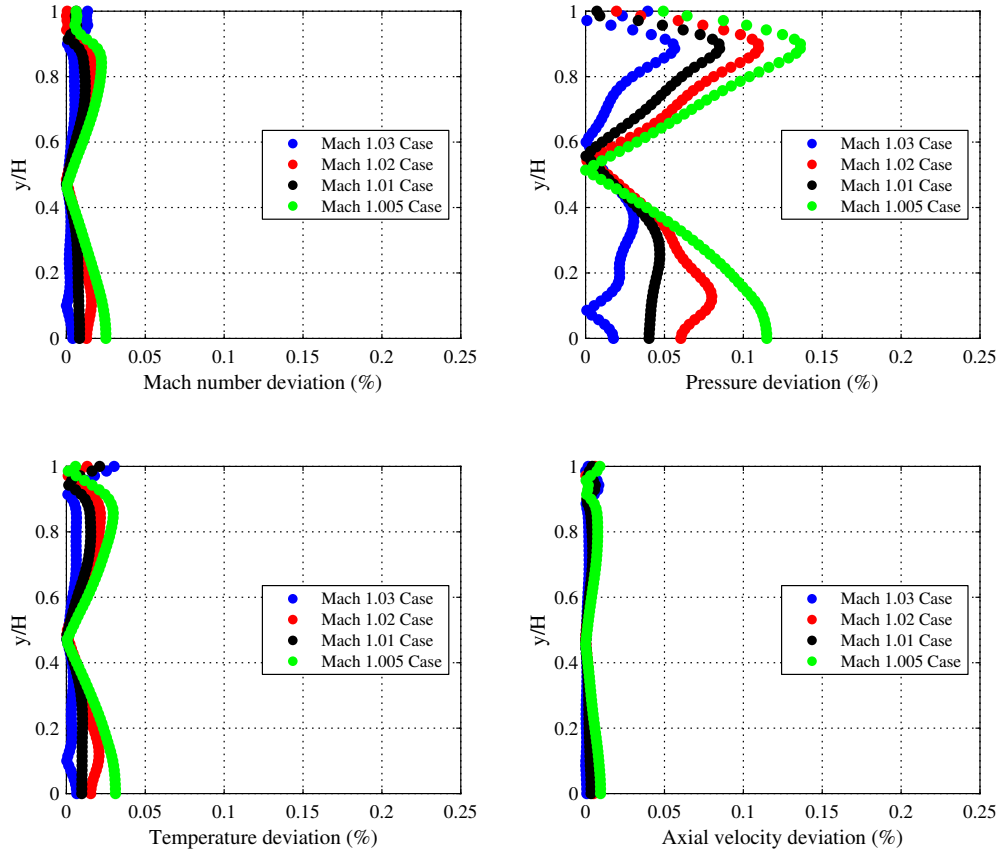 1
0.8
0.6
0.4
0.2
0
y/H
0
0.05
0.1
0.15
0.2
0.25
Mach number deviation (%)
Mach 1.03 Case
Mach 1.02 Case
Mach 1.01 Case
Mach 1.005 Case
1
0.8
0.6
0.4
0.2
0
y/H
0
0.05
0.1
0.15
0.2
0.25
Pressure deviation (%)
Mach 1.03 Case
Mach 1.02 Case
Mach 1.01 Case
Mach 1.005 Case
1
0.8
0.6
0.4
0.2
0
y/H
0
0.05
0.1
0.15
0.2
0.25
Temperature deviation (%)
Mach 1.03 Case
Mach 1.02 Case
Mach 1.01 Case
Mach 1.005 Case
1
0.8
0.6
0.4
0.2
0
y/H
0
0.05
0.1
0.15
0.2
0.25
Axial velocity deviation (%)
Mach 1.03 Case
Mach 1.02 Case
Mach 1.01 Case
Mach 1.005 Case